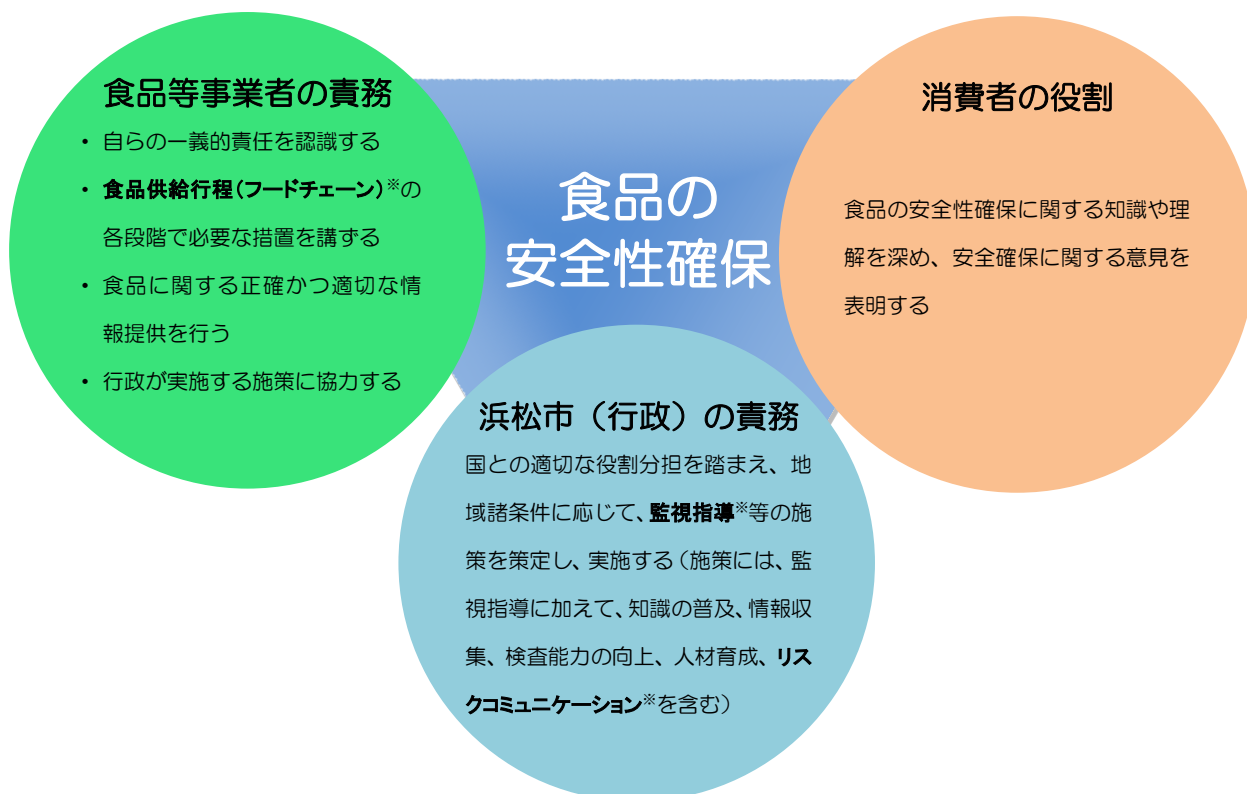 食品等事業者の責務
・ 自らの一義的責任を認識する
・ 食品供給行程(フードチェーン)※の
各段階で必要な措置を講ずる
・ 食品に関する正確かつ適切な情
報提供を行う
・ 行政が実施する施策に協力する
食品の
安全性確保
消費者の役割
食品の安全性確保に関する知識や理
解を深め、安全確保に関する意見を
表明する
浜松市（行政）の責務
国との適切な役割分担を踏まえ、地
域諸条件に応じて、監視指導※等の施
策を策定し、実施する（施策には、監
視指導に加えて、知識の普及、情報収
集、検査能力の向上、人材育成、リス
クコミュニケーション※を含む）